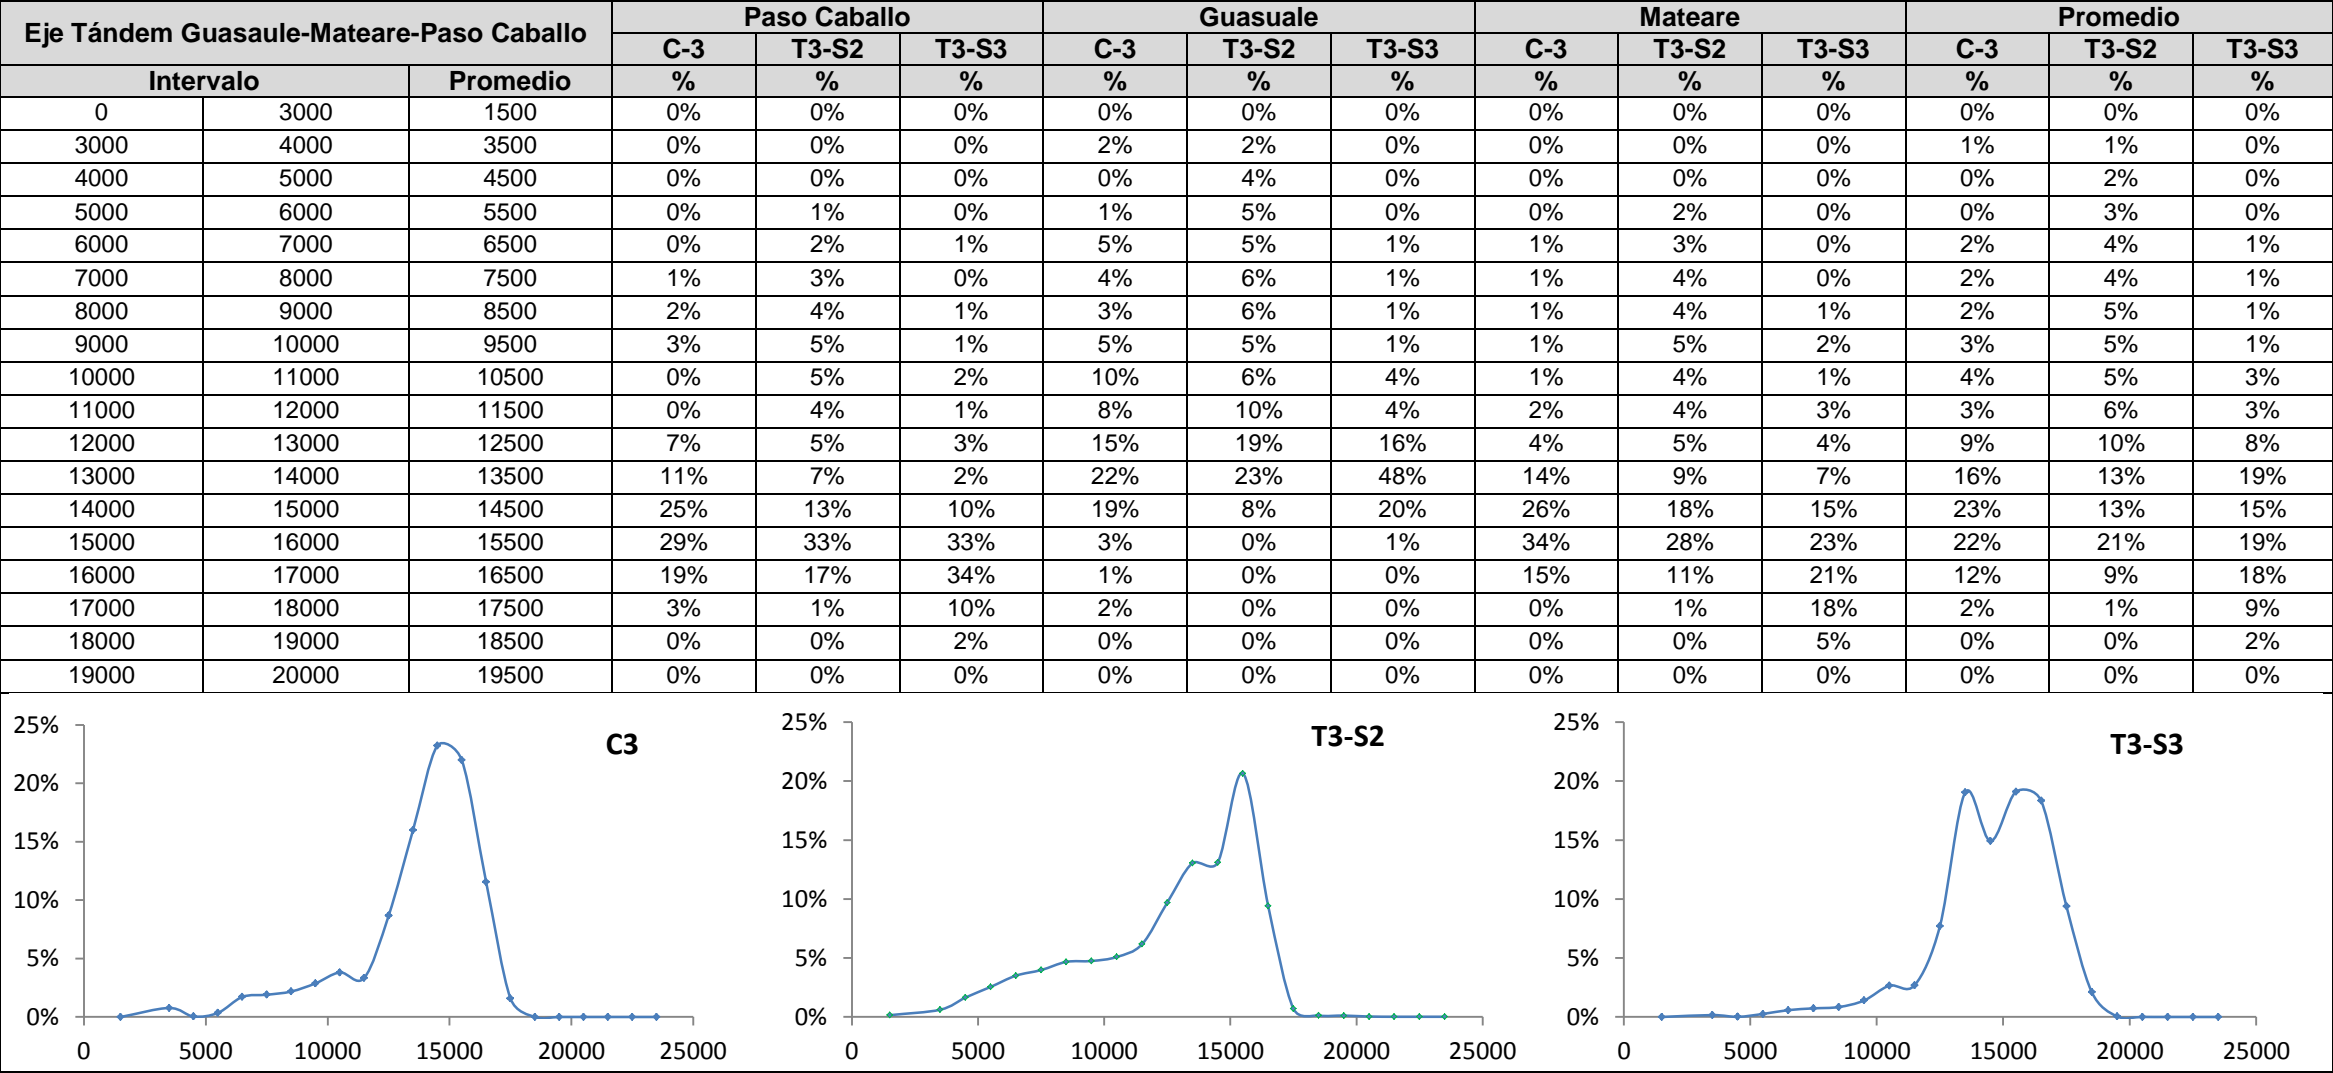 Eje Tándem Guasaule-Mateare-Paso Caballo Paso Caballo Guasuale Mateare Promedio
C-3 T3-S2 T3-S3 C-3 T3-S2 T3-S3 C-3 T3-S2 T3-S3 C-3 T3-S2 T3-S3
Intervalo Promedio % % % % % % % % % % % %
0 3000 1500 0% 0% 0% 0% 0% 0% 0% 0% 0% 0% 0% 0%
3000 4000 3500 0% 0% 0% 2% 2% 0% 0% 0% 0% 1% 1% 0%
4000 5000 4500 0% 0% 0% 0% 4% 0% 0% 0% 0% 0% 2% 0%
5000 6000 5500 0% 1% 0% 1% 5% 0% 0% 2% 0% 0% 3% 0%
6000 7000 6500 0% 2% 1% 5% 5% 1% 1% 3% 0% 2% 4% 1%
7000 8000 7500 1% 3% 0% 4% 6% 1% 1% 4% 0% 2% 4% 1%
8000 9000 8500 2% 4% 1% 3% 6% 1% 1% 4% 1% 2% 5% 1%
9000 10000 9500 3% 5% 1% 5% 5% 1% 1% 5% 2% 3% 5% 1%
10000 11000 10500 0% 5% 2% 10% 6% 4% 1% 4% 1% 4% 5% 3%
11000 12000 11500 0% 4% 1% 8% 10% 4% 2% 4% 3% 3% 6% 3%
12000 13000 12500 7% 5% 3% 15% 19% 16% 4% 5% 4% 9% 10% 8%
13000 14000 13500 11% 7% 2% 22% 23% 48% 14% 9% 7% 16% 13% 19%
14000 15000 14500 25% 13% 10% 19% 8% 20% 26% 18% 15% 23% 13% 15%
15000 16000 15500 29% 33% 33% 3% 0% 1% 34% 28% 23% 22% 21% 19%
16000 17000 16500 19% 17% 34% 1% 0% 0% 15% 11% 21% 12% 9% 18%
17000 18000 17500 3% 1% 10% 2% 0% 0% 0% 1% 18% 2% 1% 9%
18000 19000 18500 0% 0% 2% 0% 0% 0% 0% 0% 5% 0% 0% 2%
19000 20000 19500 0% 0% 0% 0% 0% 0% 0% 0% 0% 0% 0% 0%
C3
25%
20%
15%
10%
5%
0%
0 5000 10000 15000 20000 25000
T3-S2
25%
20%
15%
10%
5%
0%
0 5000 10000 15000 20000 25000
T3-S3
25%
20%
15%
10%
5%
0%
0 5000 10000 15000 20000 25000